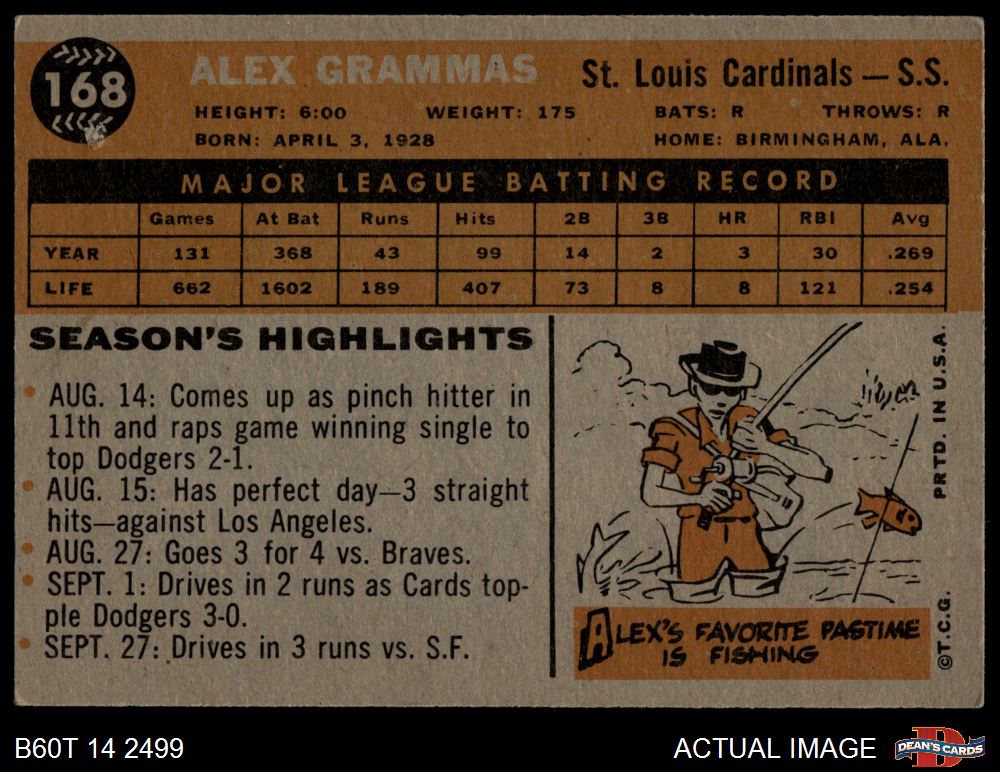 168
ALEX GRAMMAS
St. Louis Cardinals — S.S.
HEIGHT: 6:00 WEIGHT: 175 BATS: R THROWS: R
BORN: APRIL 3, 1928 HOME: BIRMINGHAM, ALA.
MAJOR LEAGUE BATTING RECORD
Games At Bat Runs Hits 2B 3B HR RBI Avg
YEAR 131 368 43 99 14 2 3 30 .269
LIFE 662 1602 189 407 73 8 8 121 .254
SEASON'S HIGHLIGHTS
• AUG. 14: Comes up as pinch hitter in
11th and raps game winning single to
top Dodgers 2-1.
• AUG. 15: Has perfect day—3 straight
hits—against Los Angeles.
• AUG. 27: Goes 3 for 4 vs. Braves.
• SEPT. 1: Drives in 2 runs as Cards top-
ple Dodgers 3-0.
• SEPT. 27: Drives in 3 runs vs. S.F.
ALEX'S FAVORITE PASTIME
IS FISHING
©T.C.G. PRTD. IN U.S.A.
B60T 14 2499
ACTUAL IMAGE
D
DEAN'S CARDS